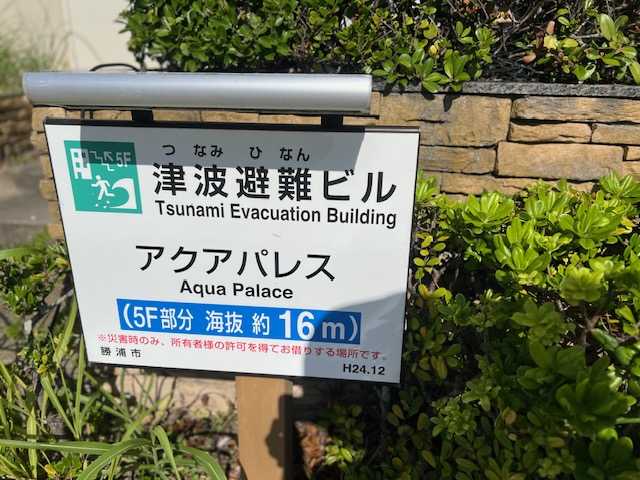 5F
つなみ ひなん
津波避難ビル
Tsunami Evacuation Building
アクアパレス
Aqua Palace
(5F部分 海抜 約 16m)
※災害時のみ、所有者様の許可を得てお借りする場所です。
勝浦市
H24.12